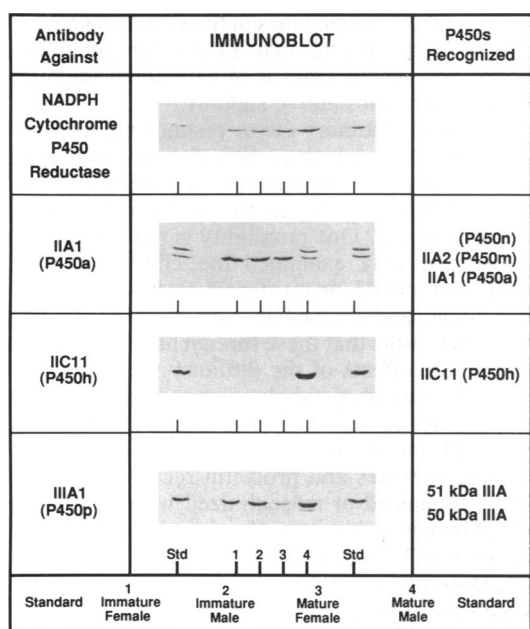 Antibody Against
IMMUNOBLOT
P450s Recognized
NADPH
Cytochrome
P450
Reductase
IIA1
(P450a)
(P450n)
IIA2 (P450m)
IIA1 (P450a)
IIC11
(P450h)
IIC11 (P450h)
IIIA1
(P450p)
51 kDa IIIA
50 kDa IIIA
Std 1 2 3 4 Std
1 2 3 4
Standard Immature Female Immature Male Mature Female Mature Male Standard